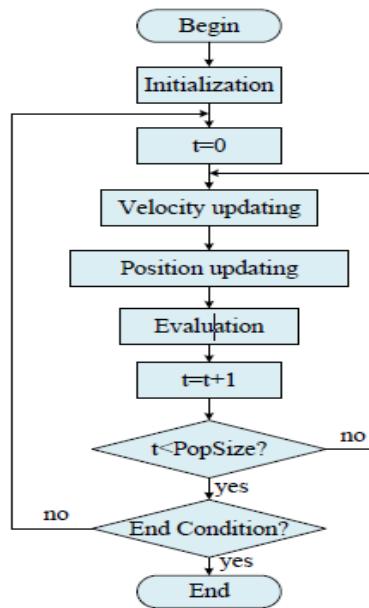 Begin
Initialization
t=0
Velocity updating
Position updating
Evaluation
t=t+1
t<PopSize?
no
yes
no
End Condition?
yes
End